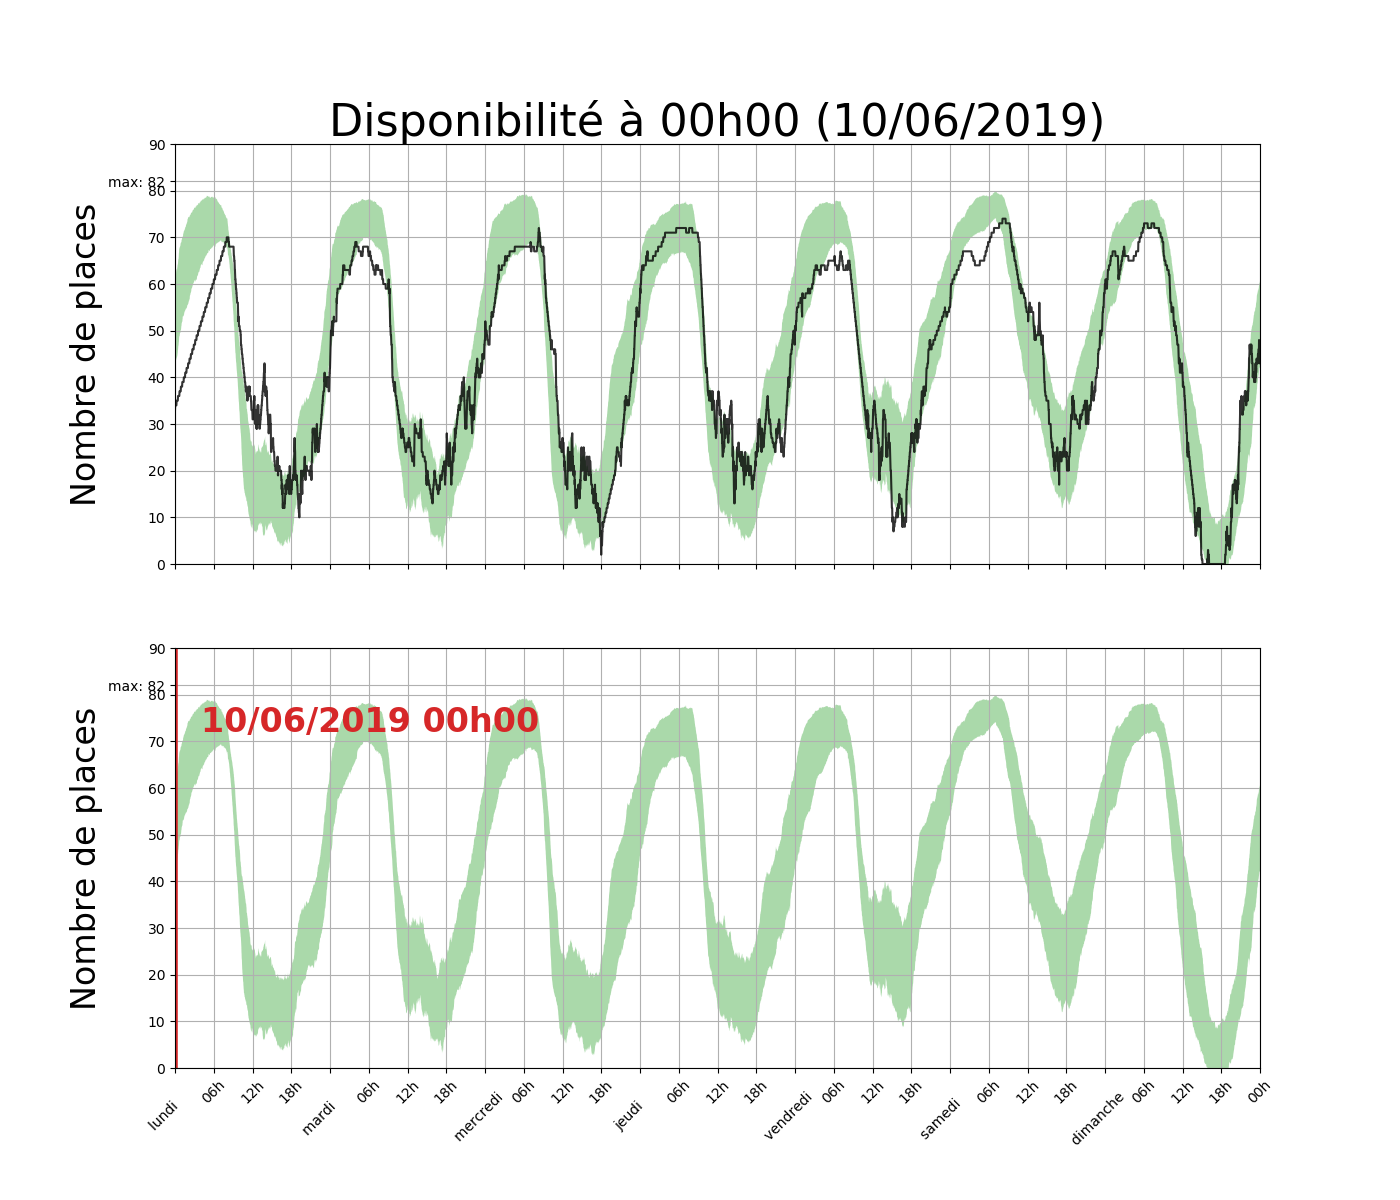 Disponibilité à 00h00 (10/06/2019)
90
max: 82
80
70
60
50
40
30
20
10
0
Nombre de places
90
max: 82
80
70
60
50
40
30
20
10
0
Nombre de places
10/06/2019 00h00
lundi 06h 12h 18h mardi 06h 12h 18h mercredi 06h 12h 18h jeudi 06h 12h 18h vendredi 06h 12h 18h samedi 06h 12h 18h dimanche 06h 12h 18h 00h